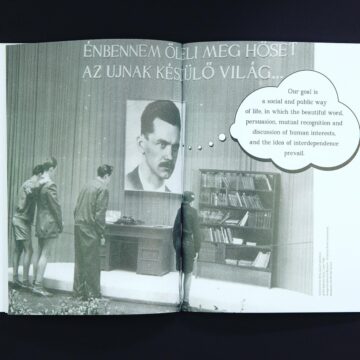 ÉNBENNEM ÖLELI MEG HŐSÉT
AZ UJNAK KÉSZÜLŐ VILÁG...
Our goal is
a social and public way
of life, in which the beautiful word,
persuasion, mutual recognition and
discussion of human interests,
and the idea of interdependence
prevail.